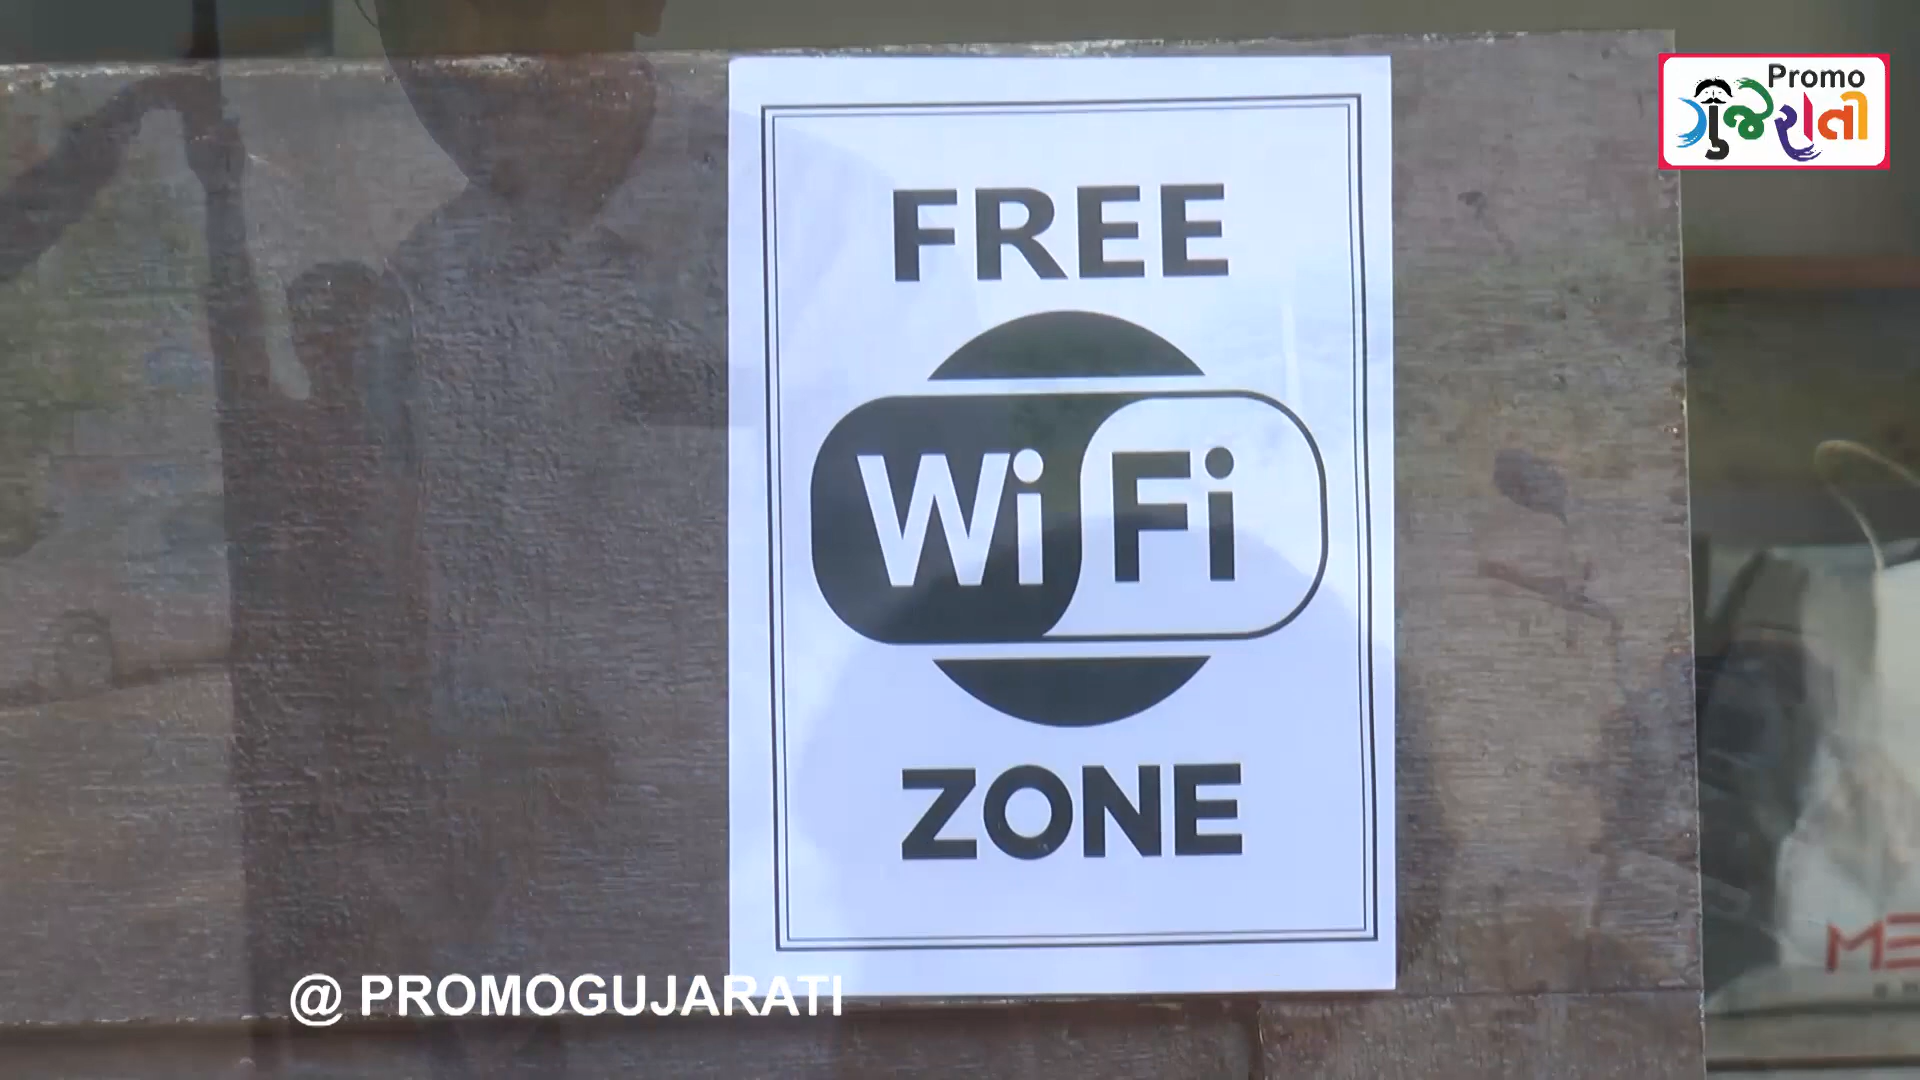 Promo
ગુજરાતી
FREE
WiFi
ZONE
@ PROMOGUJARATI